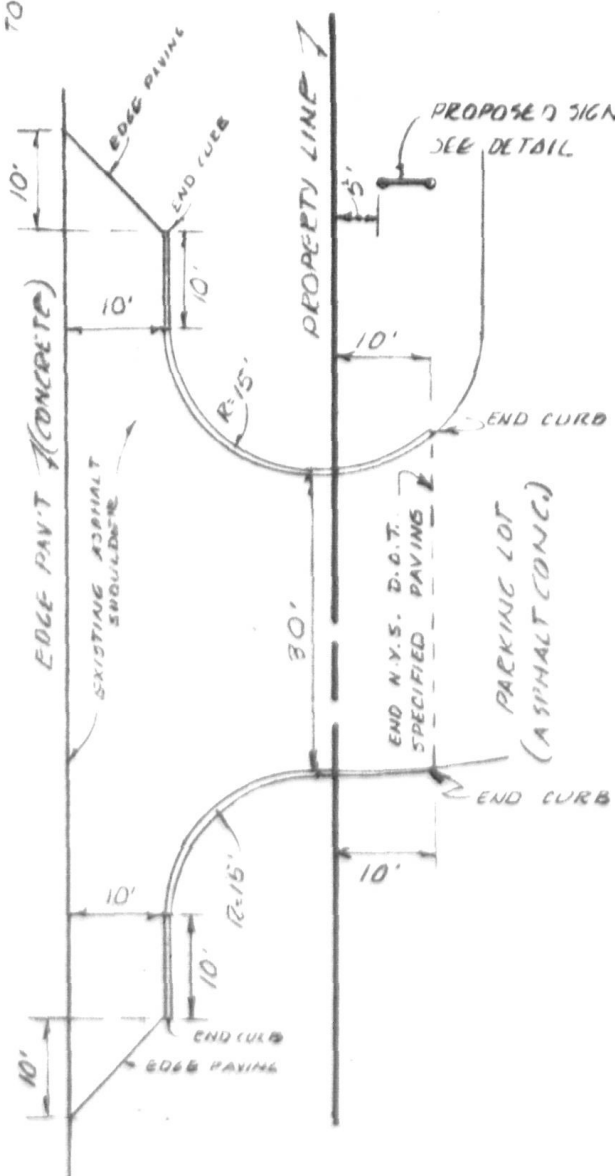 TO
10'
EDGE PAVING
END CURB
10'
10'
EDGE PAV'T (CONCRETE)
EXISTING ASPHALT
SHOULDER
R=15'
PROPERTY LINE
PROPOSED SIGN
SEE DETAIL
5'
10'
END CURB
30'
END N.Y.S. D.O.T.
SPECIFIED PAVING
PARKING LOT
(ASPHALT CONC.)
END CURB
10'
R=15'
10'
10'
END CURB
EDGE PAVING
10'